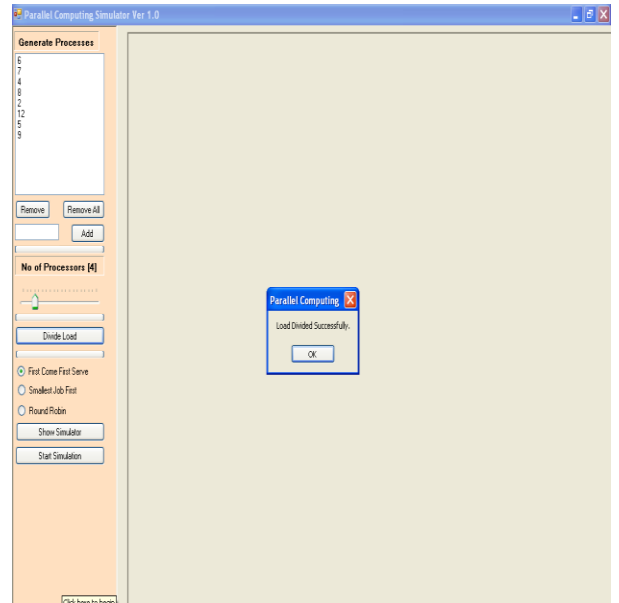 Parallel Computing Simulator Ver 1.0
Generate Processes
6
7
4
8
2
12
5
9
Remove Remove All
Add
No of Processors [4]
Divide Load
First Come First Serve
Smallest Job First
Round Robin
Show Simulator
Start Simulation
Parallel Computing
Load Divided Successfully.
OK
Click here to begin